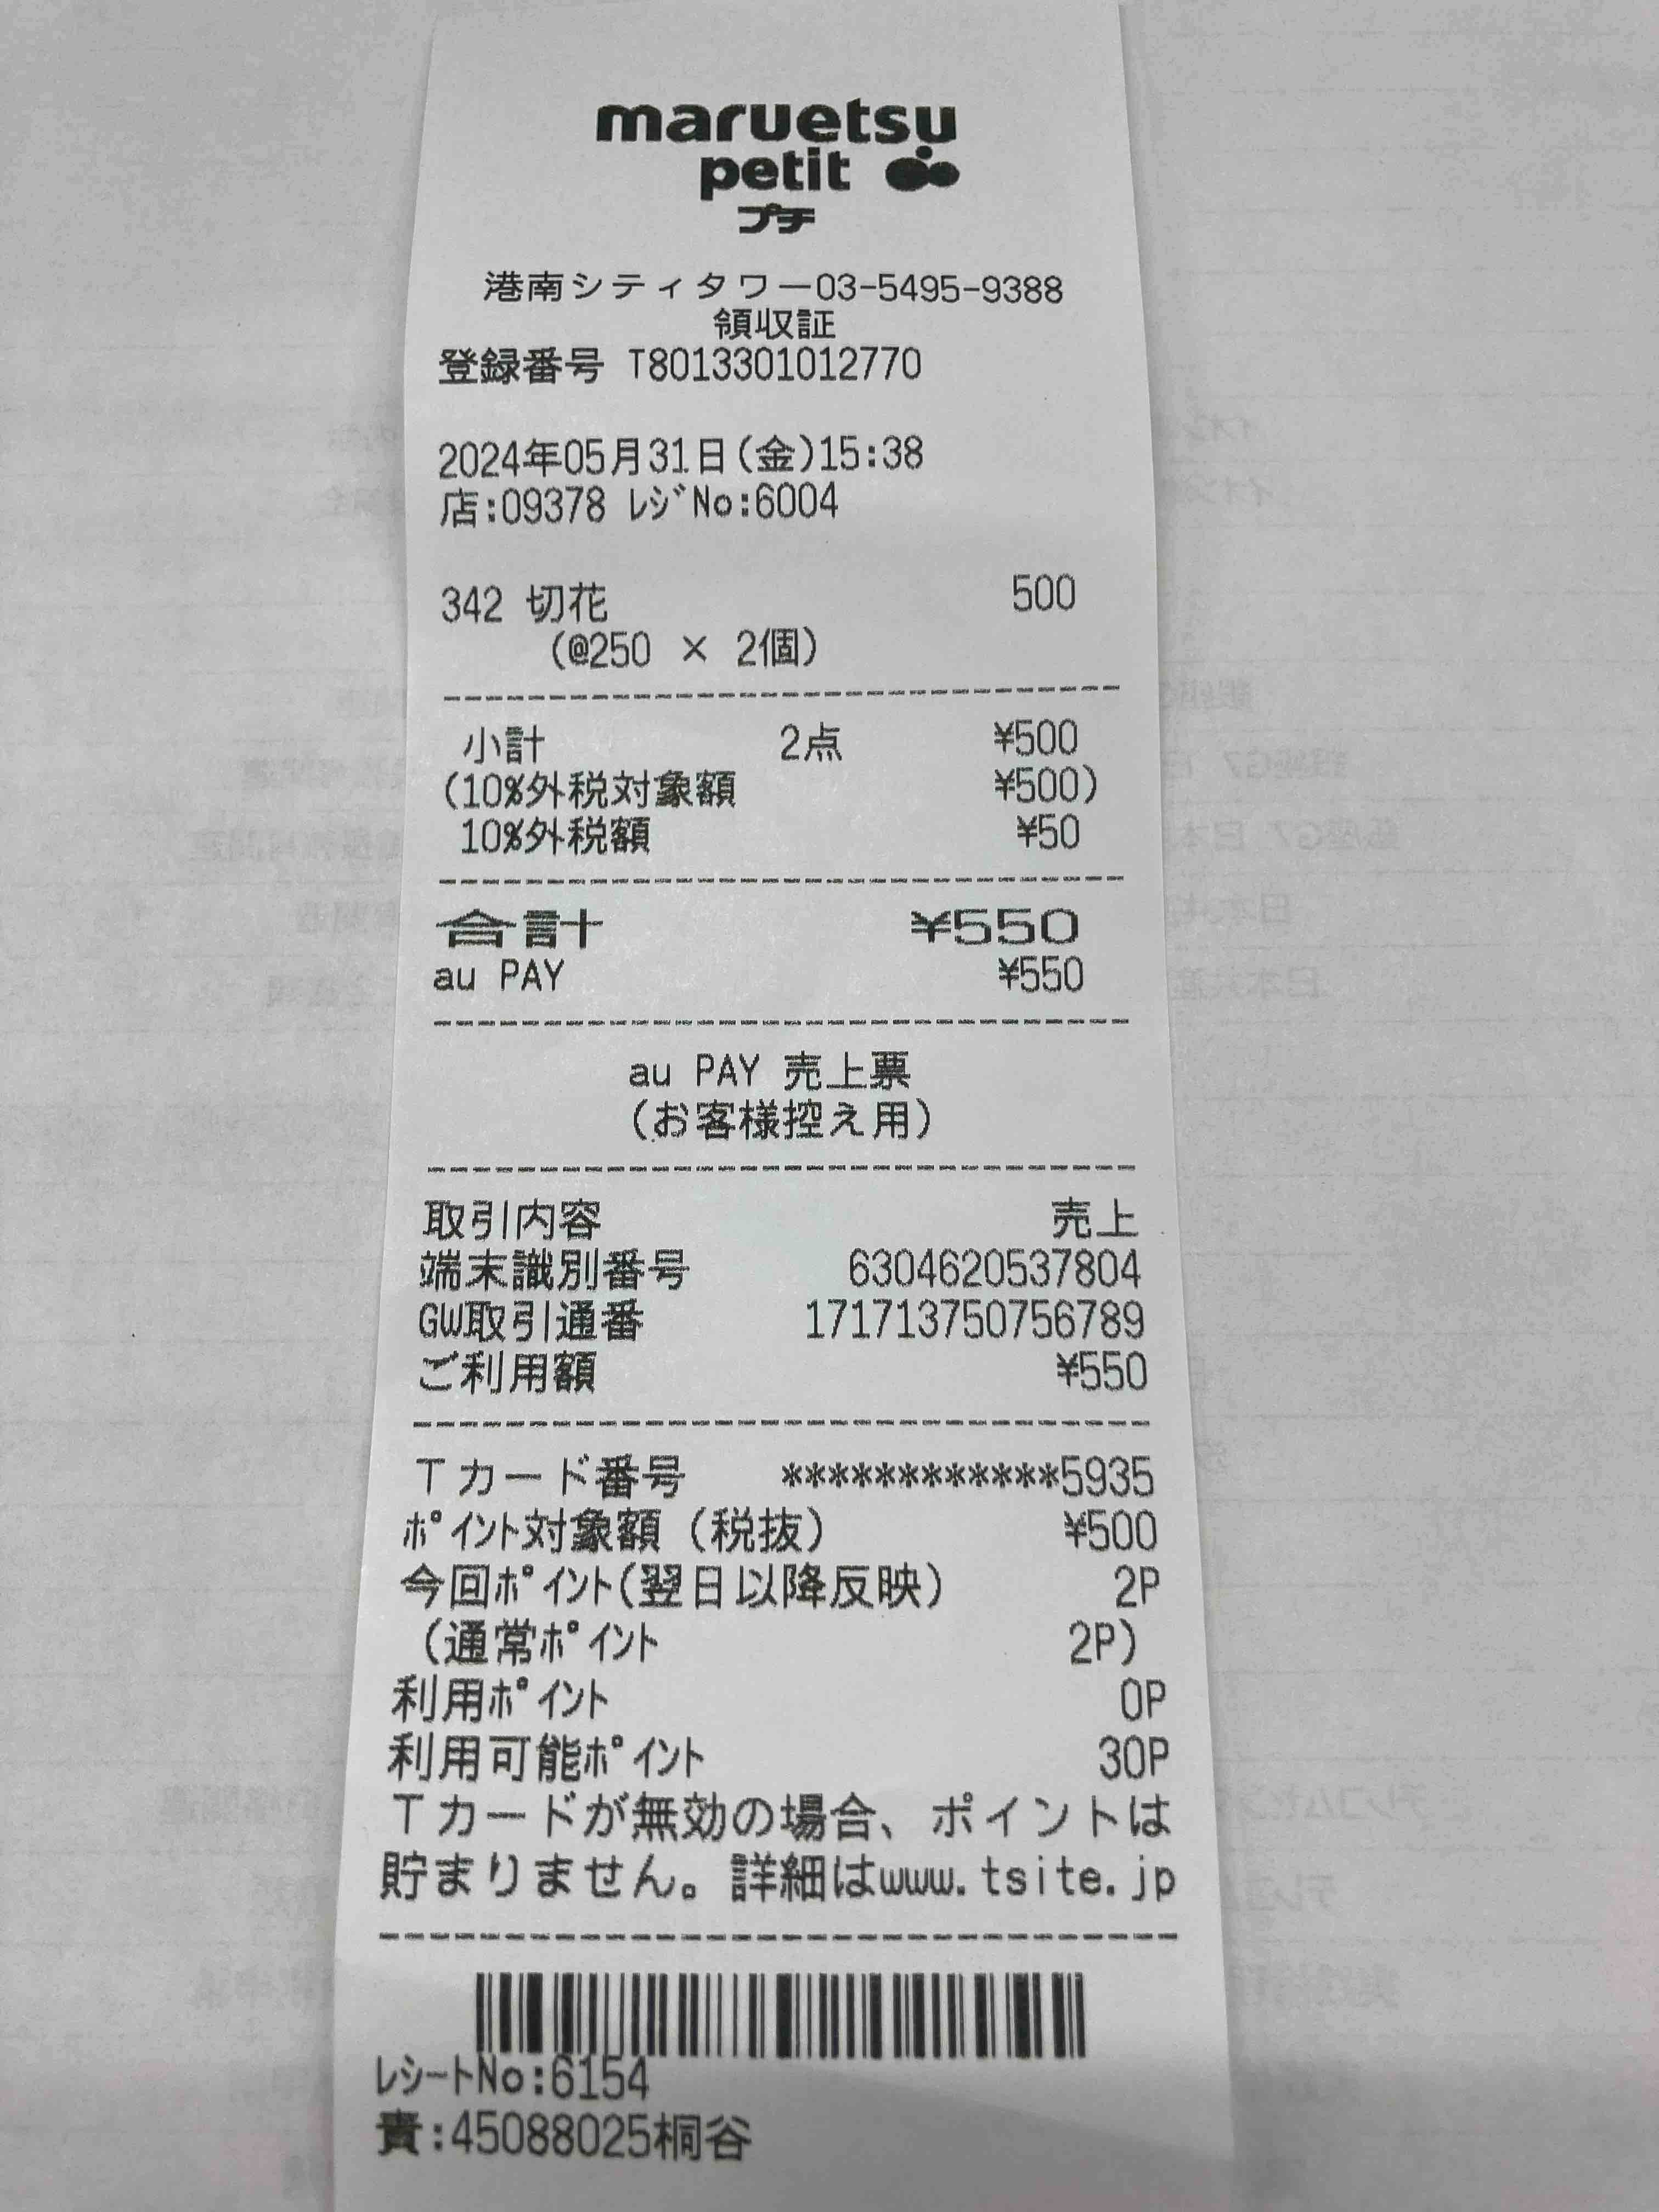 maruetsu
petit
プチ
港南シティタワー03-5495-9388
領収証
登録番号 T8013301012770
2024年05月31日(金)15:38
店:09378 ﾚｼﾞNo:6004
342 切花 500
(@250 × 2個)
小計 2点 ¥500
(10%外税対象額 ¥500)
10%外税額 ¥50
合計 ¥550
au PAY ¥550
au PAY 売上票
(お客様控え用)
取引内容 売上
端末識別番号 6304620537804
GW取引通番 171713750756789
ご利用額 ¥550
Tカード番号 ************5935
ﾎﾟｲﾝﾄ対象額(税抜) ¥500
今回ﾎﾟｲﾝﾄ(翌日以降反映) 2P
(通常ﾎﾟｲﾝﾄ 2P)
利用ﾎﾟｲﾝﾄ 0P
利用可能ﾎﾟｲﾝﾄ 30P
Tカードが無効の場合、ポイントは
貯まりません。詳細はwww.tsite.jp
ﾚｼｰﾄNo:6154
責:45088025桐谷